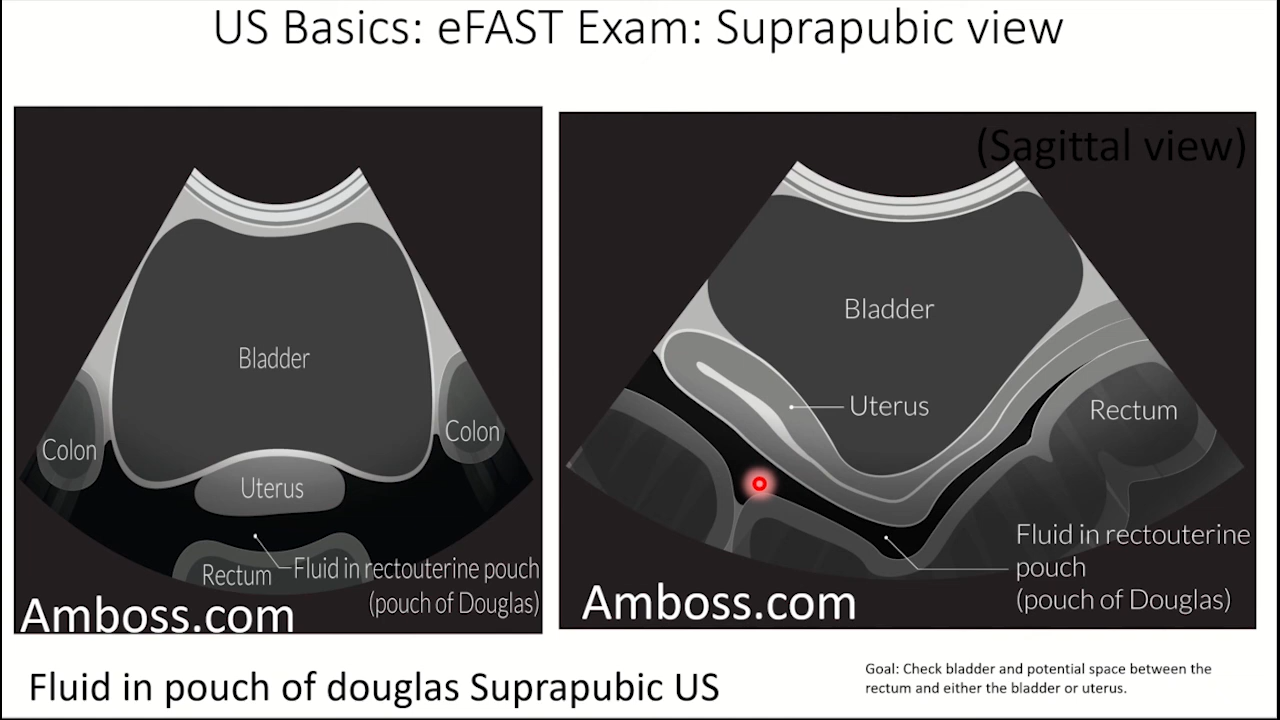 US Basics: eFAST Exam: Suprapubic view
Bladder
Colon
Colon
Uterus
Rectum
Fluid in rectouterine pouch
(pouch of Douglas)
Amboss.com
(Sagittal view)
Bladder
Uterus
Rectum
Fluid in rectouterine
pouch
(pouch of Douglas)
Amboss.com
Fluid in pouch of douglas Suprapubic US
Goal: Check bladder and potential space between the
rectum and either the bladder or uterus.